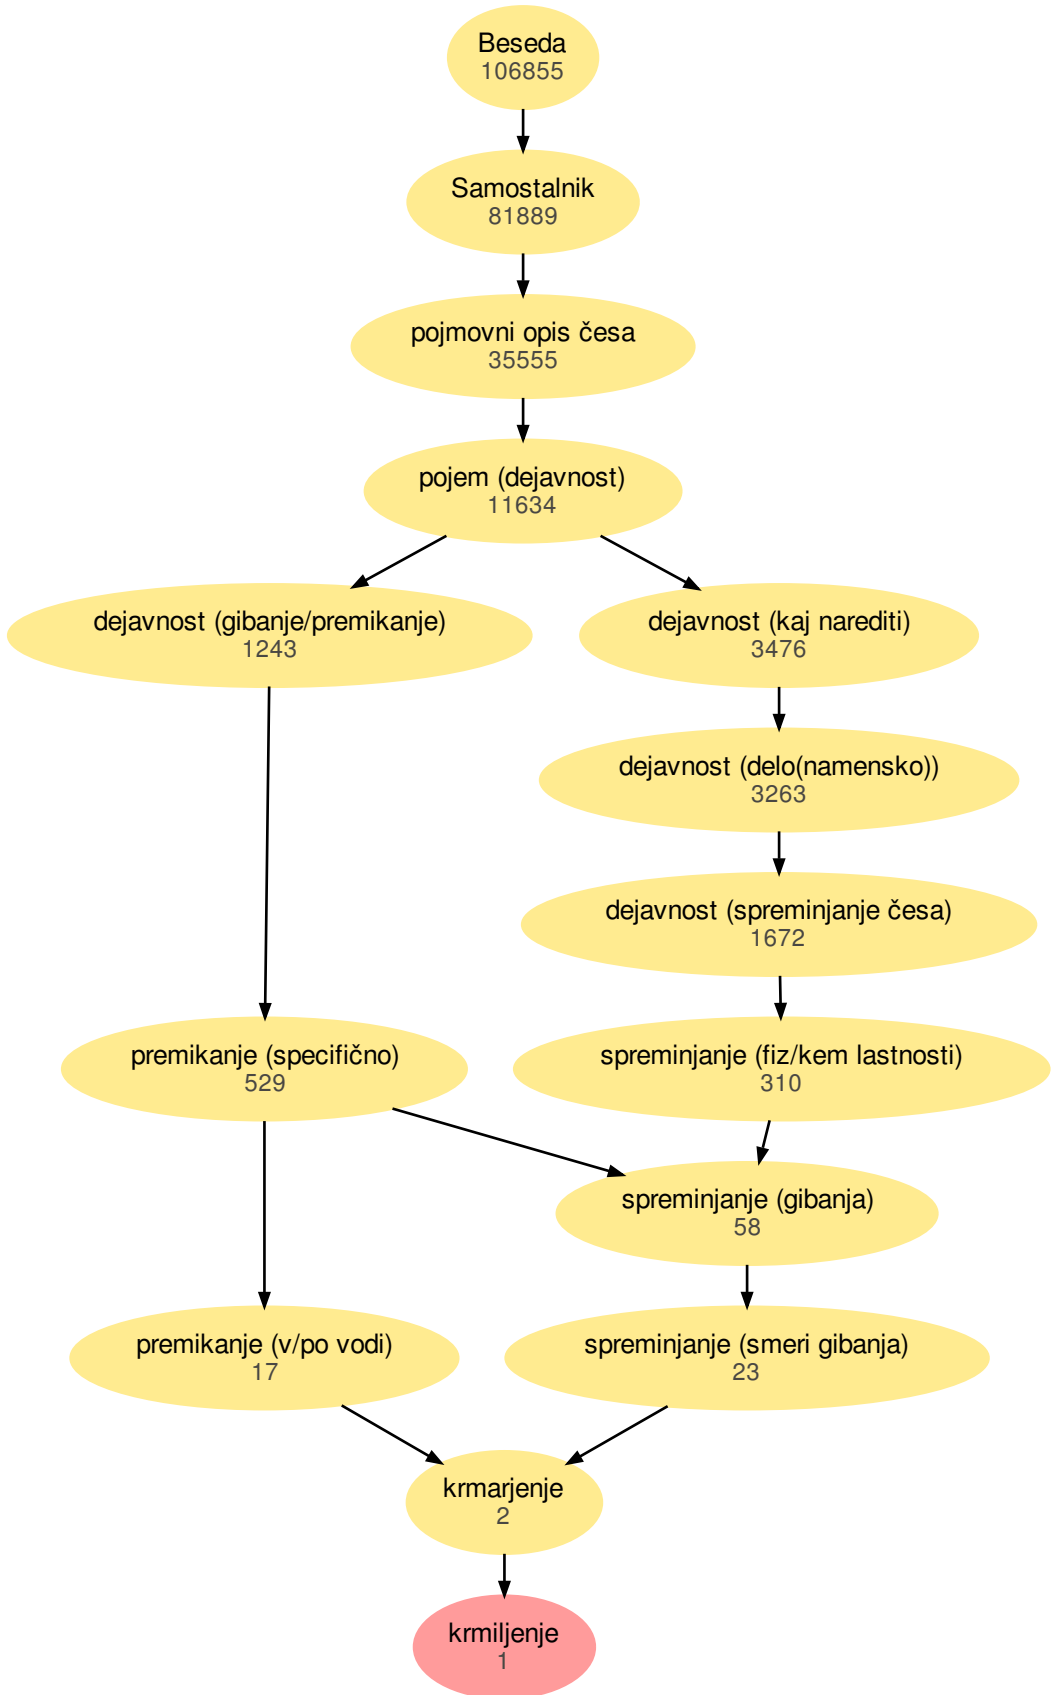 Beseda
106855
Samostalnik
81889
pojmovni opis česa
35555
pojem (dejavnost)
11634
dejavnost (gibanje/premikanje)
1243
dejavnost (kaj narediti)
3476
dejavnost (delo(namensko))
3263
dejavnost (spreminjanje česa)
1672
premikanje (specifično)
529
spreminjanje (fiz/kem lastnosti)
310
spreminjanje (gibanja)
58
premikanje (v/po vodi)
17
spreminjanje (smeri gibanja)
23
krmarjenje
2
krmiljenje
1